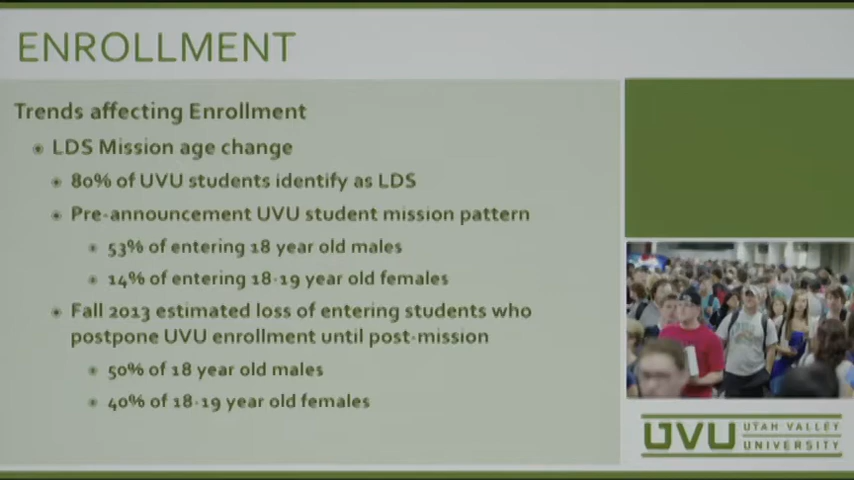 ENROLLMENT
Trends affecting Enrollment
LDS Mission age change
80% of UVU students identify as LDS
Pre-announcement UVU student mission pattern
53% of entering 18 year old males
14% of entering 18-19 year old females
Fall 2013 estimated loss of entering students who
postpone UVU enrollment until post-mission
50% of 18 year old males
40% of 18-19 year old females
UVU UTAH VALLEY
UNIVERSITY